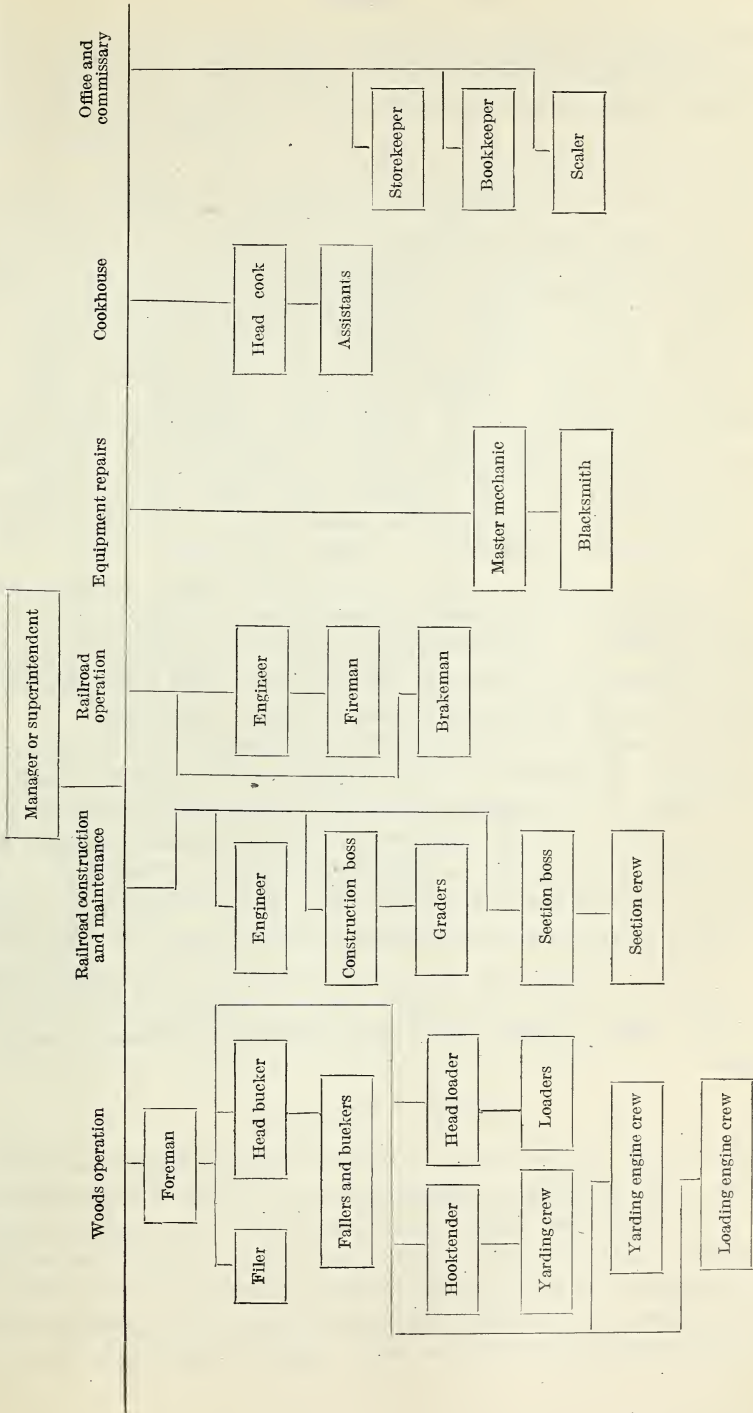 Manager or superintendent
Woods operation
Railroad construction
and maintenance
Railroad
operation
Equipment repairs
Cookhouse
Office and
commissary
Foreman
Filer
Head bucker
Fallers and buckers
Hooktender
Head loader
Yarding crew
Loaders
Yarding engine crew
Loading engine crew
Engineer
Construction boss
Graders
Section boss
Section crew
Engineer
Fireman
Brakeman
Master mechanic
Blacksmith
Head cook
Assistants
Storekeeper
Bookkeeper
Scaler